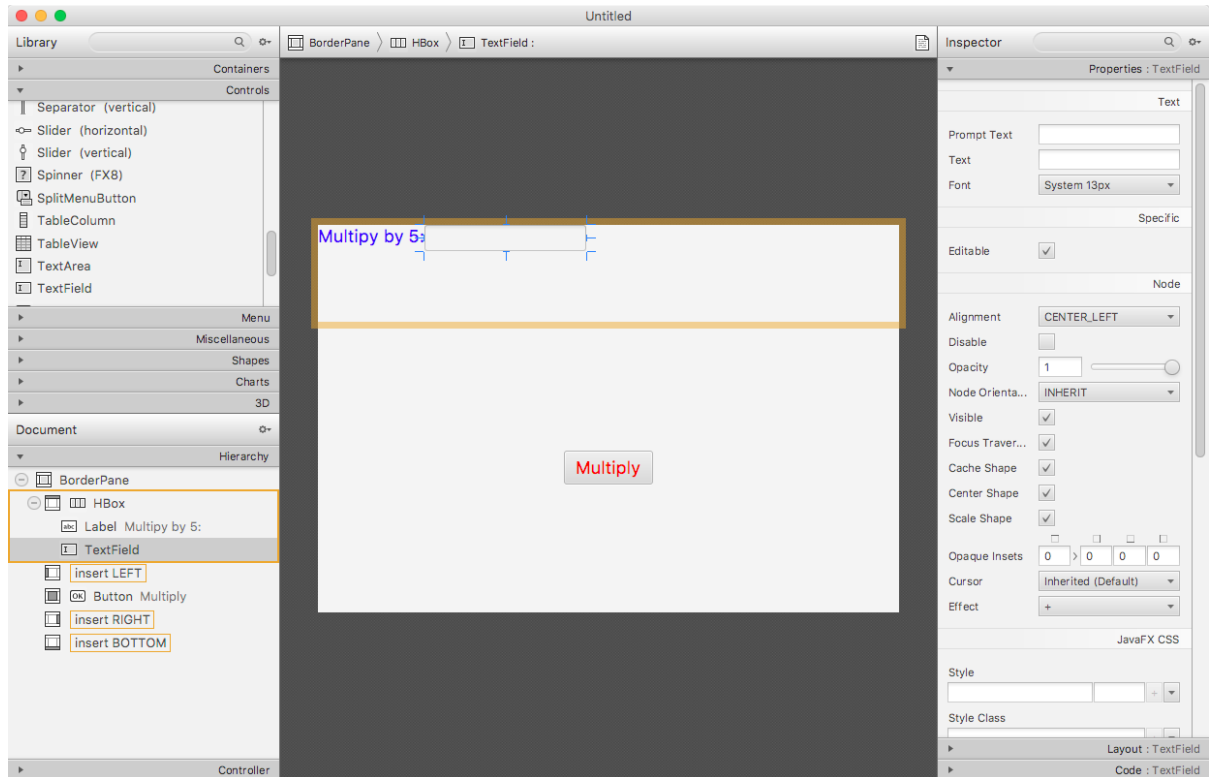 Untitled
Library
BorderPane HBox TextField :
Inspector
Containers
Controls
Separator (vertical)
Slider (horizontal)
Slider (vertical)
? Spinner (FX8)
SplitMenuButton
TableColumn
TableView
TextArea
TextField
Menu
Miscellaneous
Shapes
Charts
3D
Document
Hierarchy
BorderPane
HBox
abc Label Multipy by 5:
TextField
insert LEFT
OK Button Multiply
insert RIGHT
insert BOTTOM
Controller
Multipy by 5:
Multiply
Properties : TextField
Text
Prompt Text
Text
Font System 13px
Specific
Editable
Node
Alignment CENTER_LEFT
Disable
Opacity 1
Node Orienta... INHERIT
Visible
Focus Traver...
Cache Shape
Center Shape
Scale Shape
Opaque Insets 0 > 0 0 0
Cursor Inherited (Default)
Effect +
JavaFX CSS
Style
+
Style Class
Layout : TextField
Code : TextField